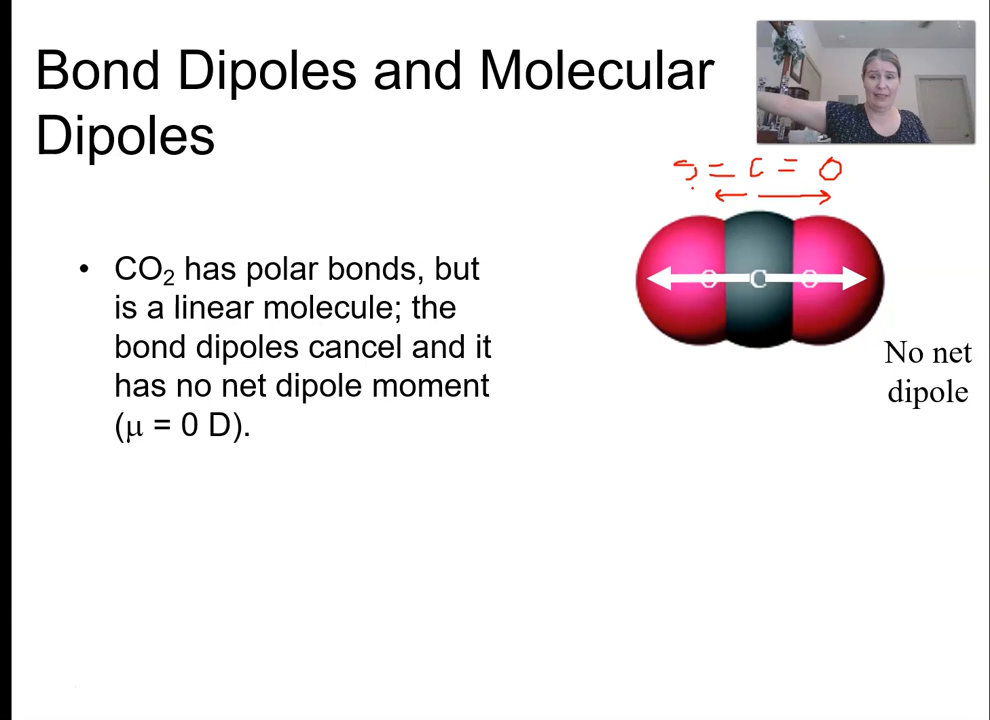 Bond Dipoles and Molecular
Dipoles
S = C = O
• CO₂ has polar bonds, but
is a linear molecule; the
bond dipoles cancel and it
has no net dipole moment
(μ = 0 D).
O C O
No net
dipole